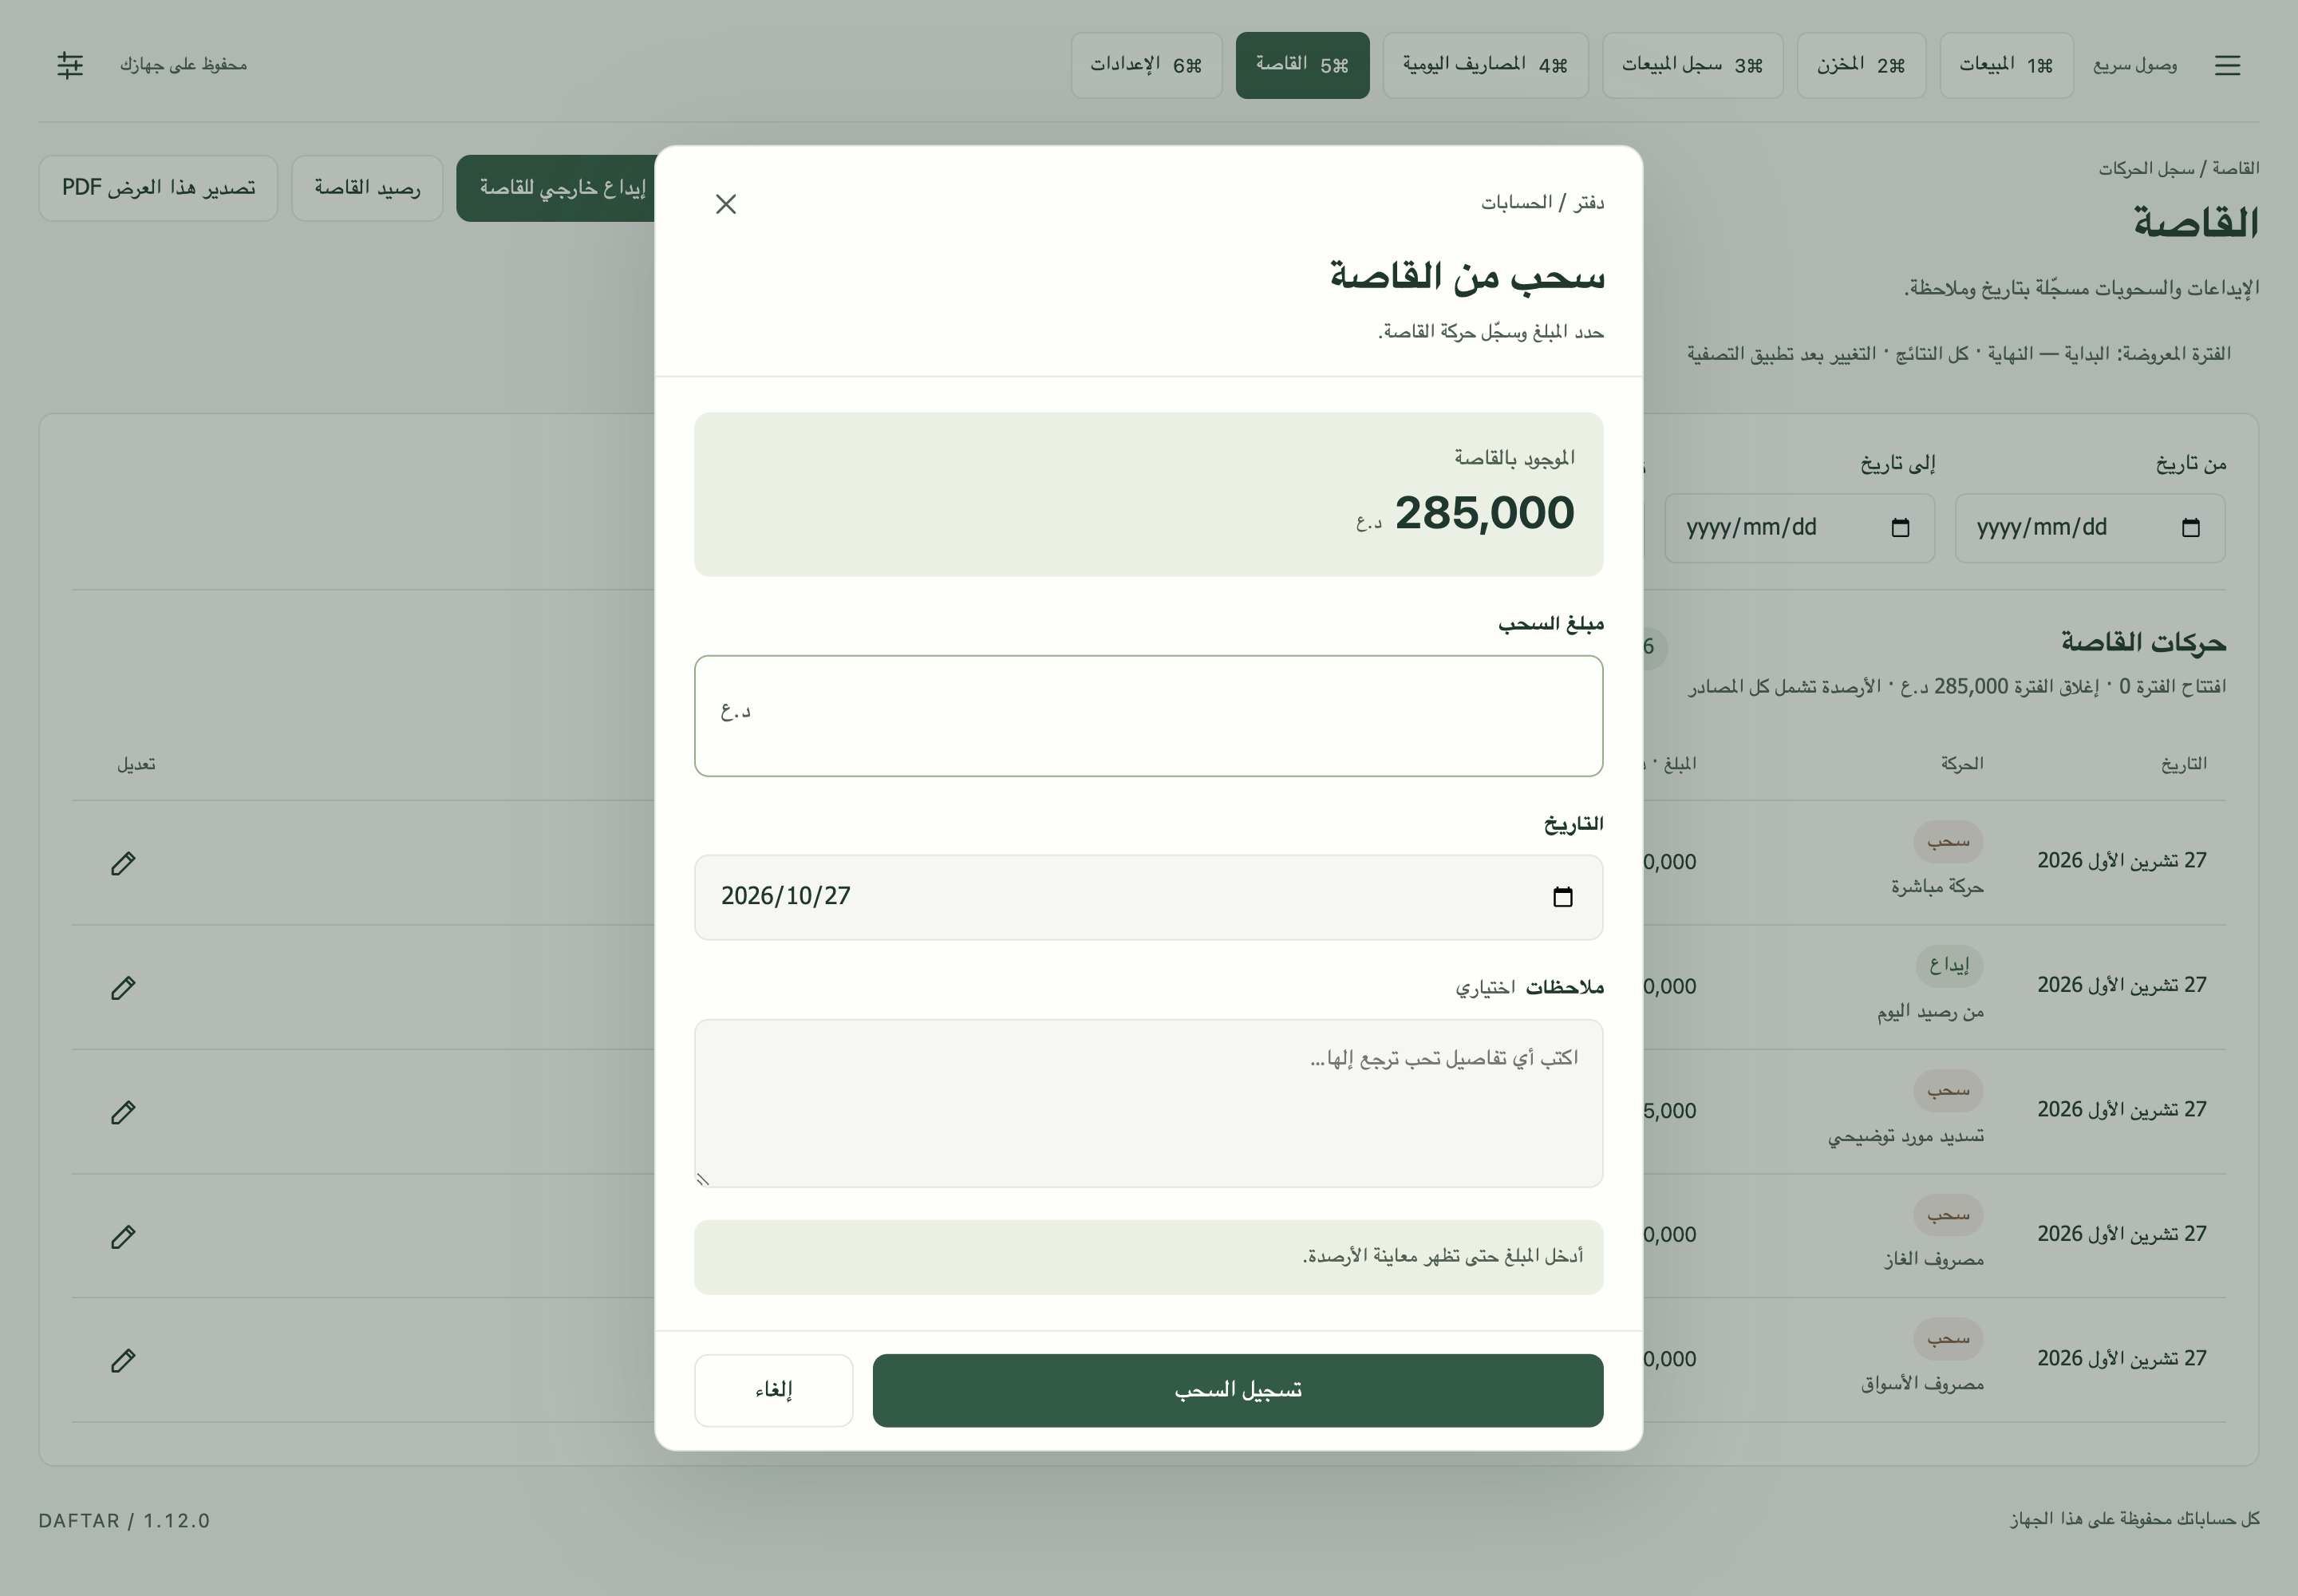 وصول سريع
⌘1 المبيعات
⌘2 المخزن
⌘3 سجل المبيعات
⌘4 المصاريف اليومية
⌘5 القاصة
⌘6 الإعدادات
محفوظ على جهازك
القاصة / سجل الحركات
القاصة
الإيداعات والسحوبات مسجّلة بتاريخ وملاحظة.
إيداع خارجي للقاصة
رصيد القاصة
تصدير هذا العرض PDF
الفترة المعروضة: البداية — النهاية · كل النتائج · التغيير بعد تطبيق التصفية
من تاريخ
إلى تاريخ
yyyy/mm/dd
yyyy/mm/dd
حركات القاصة
افتتاح الفترة 0 · إغلاق الفترة 285,000 د.ع · الأرصدة تشمل كل المصادر
التاريخ
الحركة
المبلغ ·
تعديل
27 تشرين الأول 2026
سحب
حركة مباشرة
27 تشرين الأول 2026
إيداع
من رصيد اليوم
27 تشرين الأول 2026
سحب
تسديد مورد توضيحي
27 تشرين الأول 2026
سحب
مصروف الغاز
27 تشرين الأول 2026
سحب
مصروف الأسواق
دفتر / الحسابات
سحب من القاصة
حدد المبلغ وسجّل حركة القاصة.
الموجود بالقاصة
285,000 د.ع
مبلغ السحب
د.ع
التاريخ
2026/10/27
ملاحظات اختياري
اكتب أي تفاصيل تحب ترجع إلها...
أدخل المبلغ حتى تظهر معاينة الأرصدة.
تسجيل السحب
إلغاء
كل حساباتك محفوظة على هذا الجهاز
DAFTAR / 1.12.0